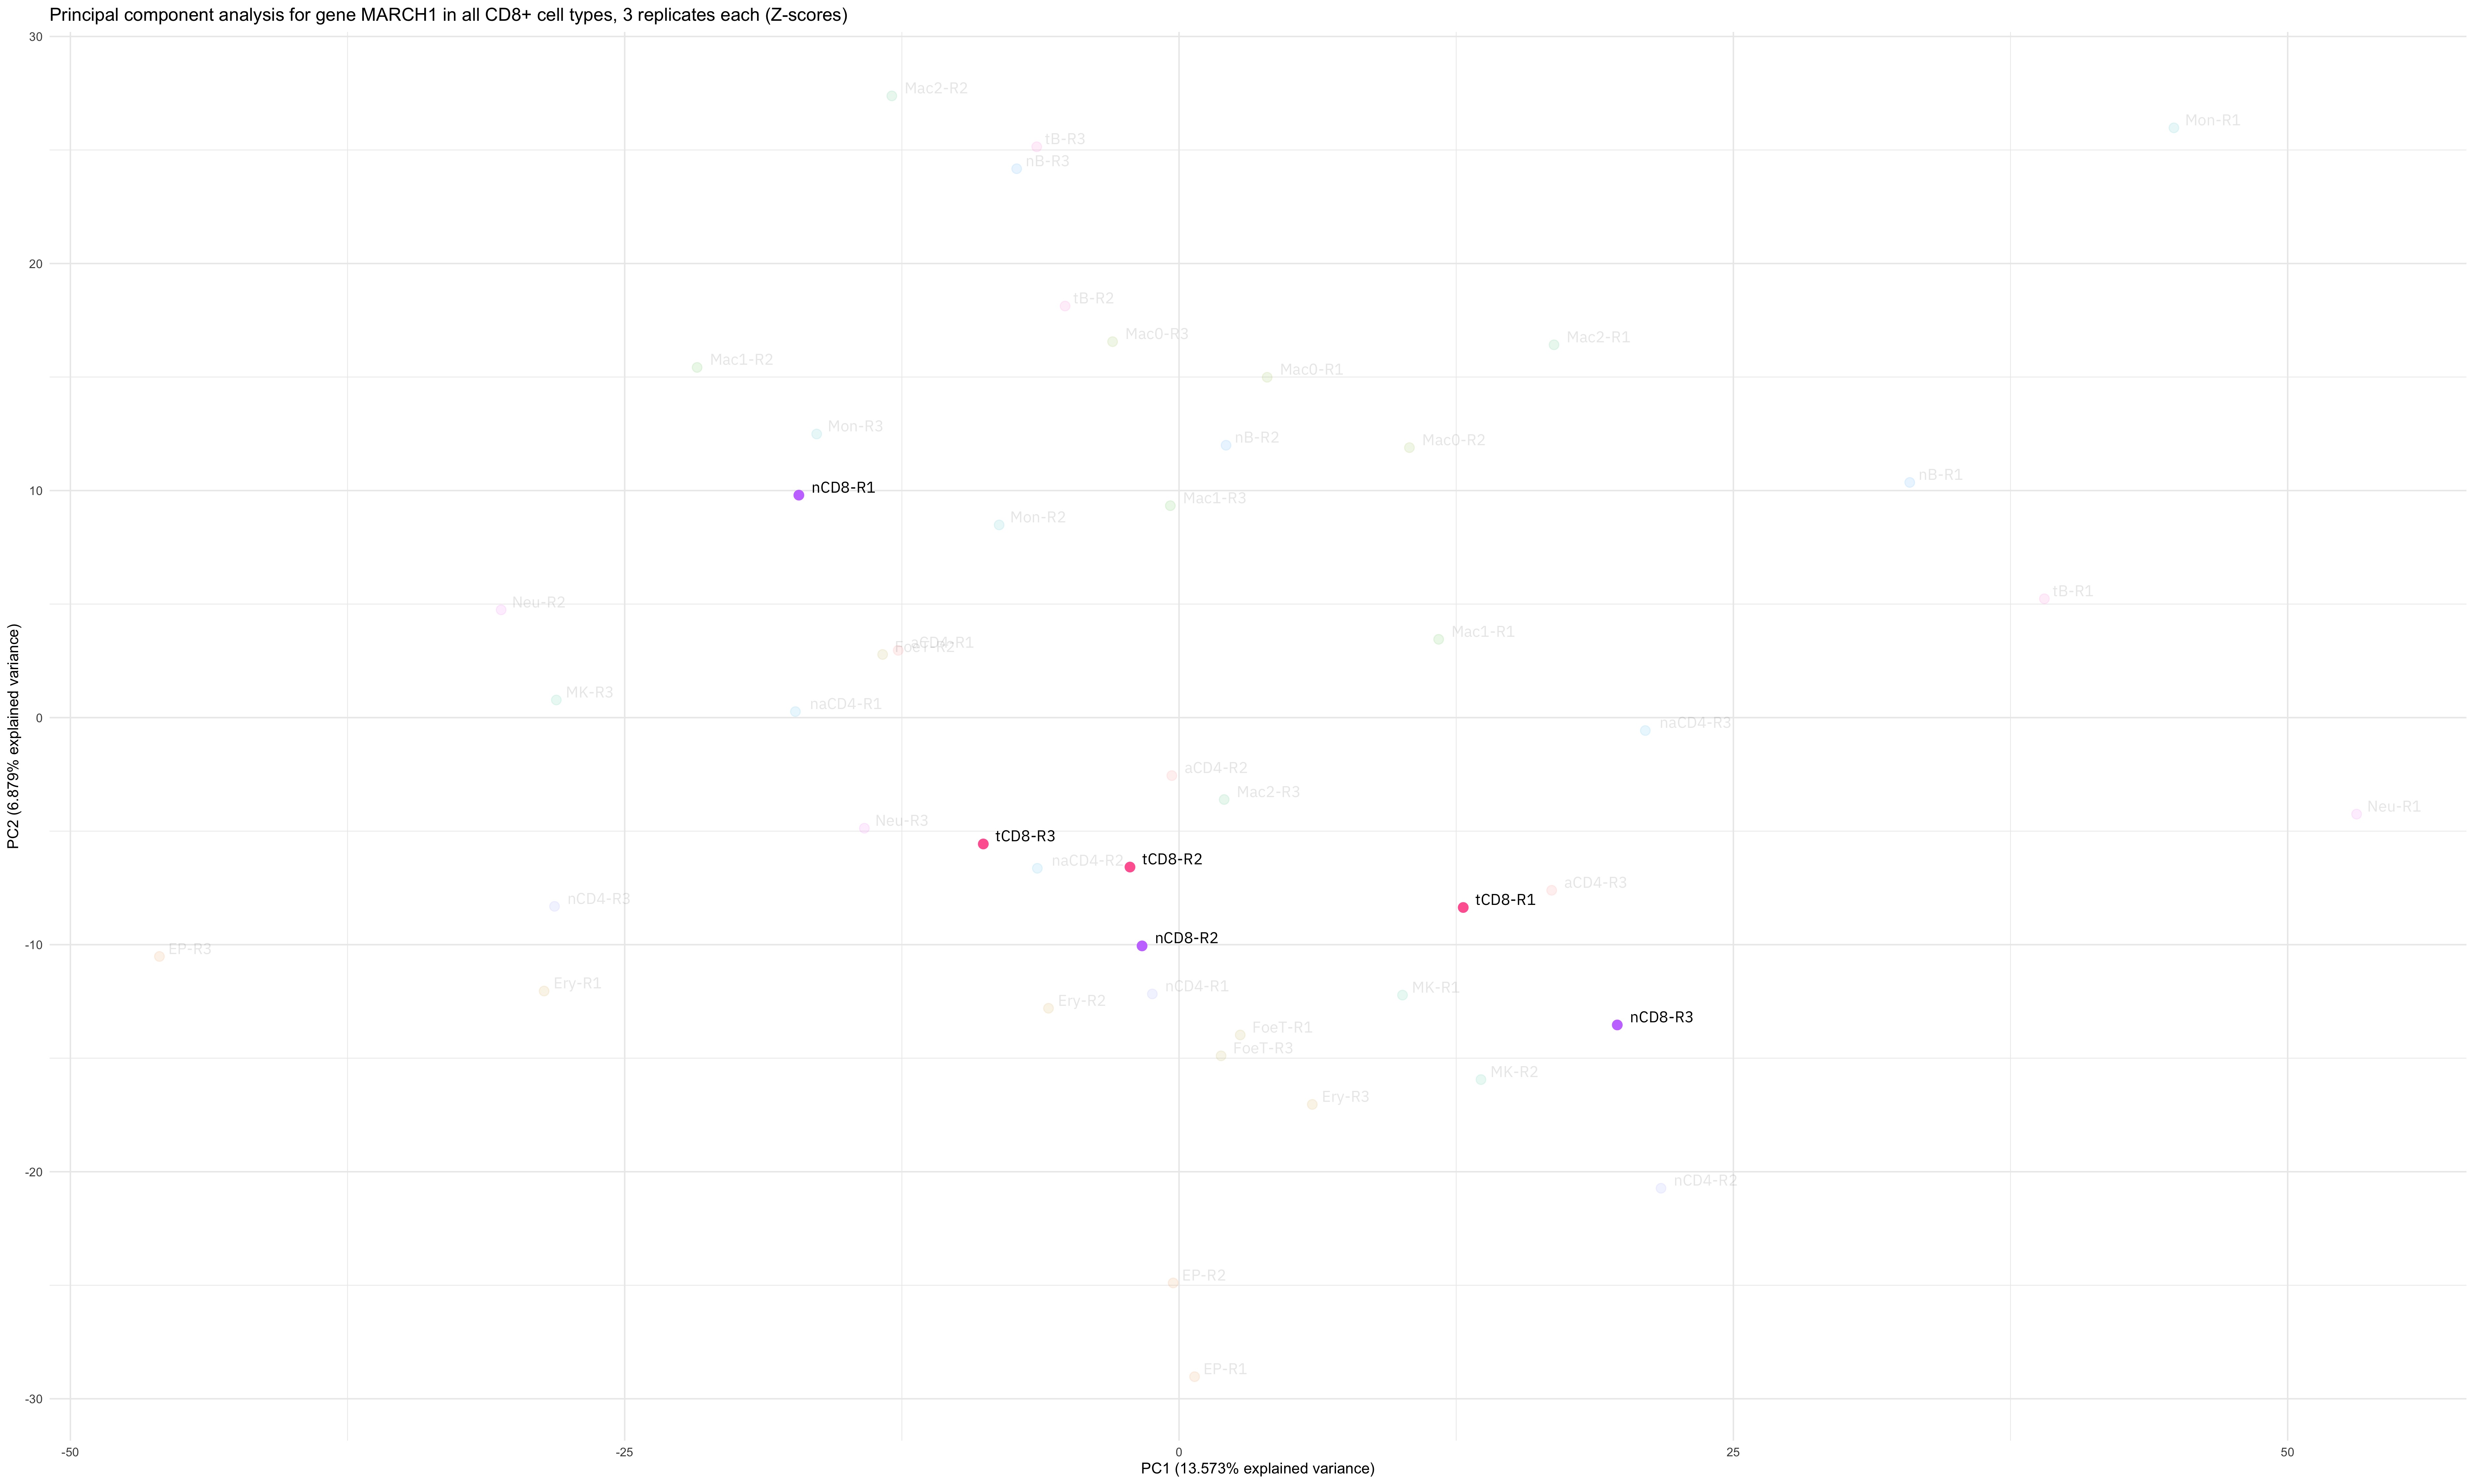 Principal component analysis for gene MARCH1 in all CD8+ cell types, 3 replicates each (Z-scores)
30
Mac2-R2
Mon-R1
tB-R3
nB-R3
20
tB-R2
Mac0-R3
Mac2-R1
Mac1-R2
Mac0-R1
Mon-R3
nB-R2
Mac0-R2
nB-R1
10
nCD8-R1
Mac1-R3
Mon-R2
tB-R1
Neu-R2
Mac1-R1
aCD4-R1
FoeT-R2
MK-R3
naCD4-R1
0
naCD4-R3
aCD4-R2
Mac2-R3
Neu-R1
Neu-R3
tCD8-R3
naCD4-R2
tCD8-R2
aCD4-R3
nCD4-R3
tCD8-R1
nCD8-R2
-10
EP-R3
Ery-R1
nCD4-R1
MK-R1
Ery-R2
nCD8-R3
FoeT-R1
FoeT-R3
MK-R2
Ery-R3
-20
nCD4-R2
EP-R2
EP-R1
-30
PC2 (6.879% explained variance)
-50
-25
0
25
50
PC1 (13.573% explained variance)